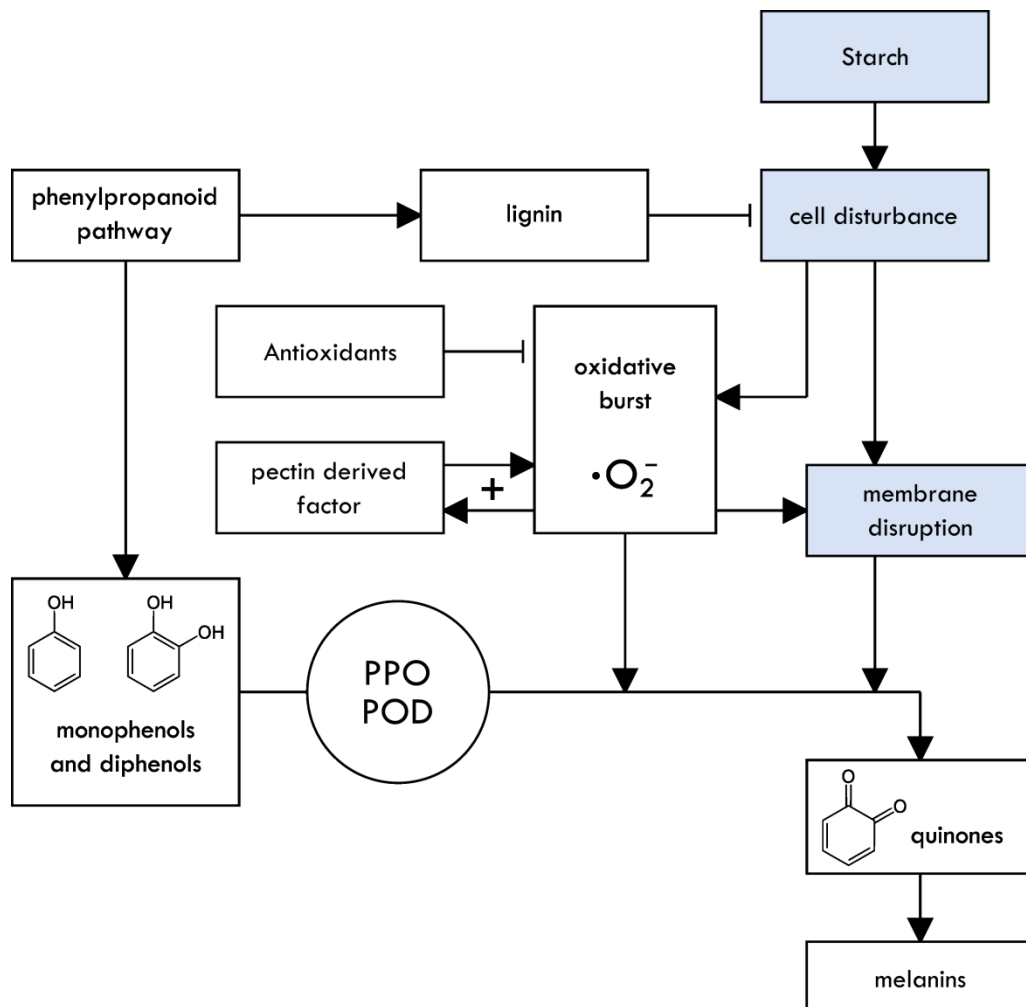 Starch
phenylpropanoid
pathway
lignin
cell disturbance
Antioxidants
oxidative
burst
·O₂⁻
pectin derived
factor
+
membrane
disruption
OH
OH
OH
monophenols
and diphenols
PPO
POD
O
O
quinones
melanins